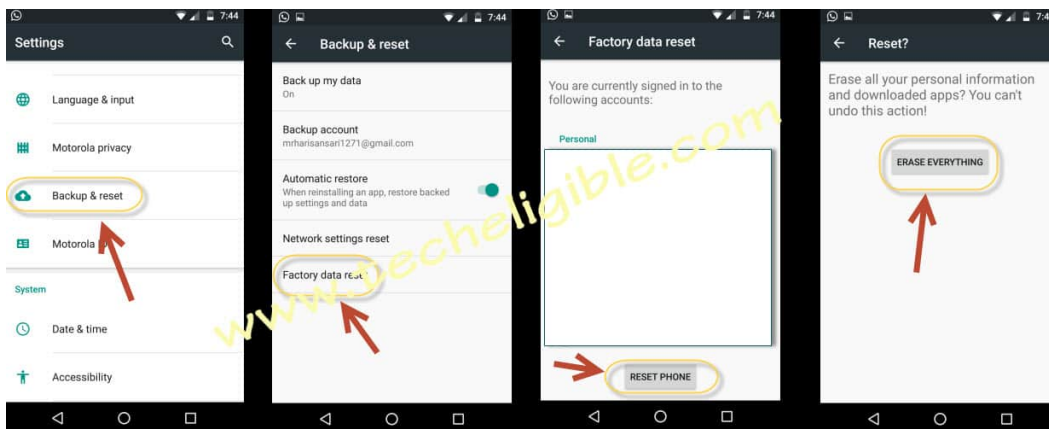 7:44
Settings
Language & input
Motorola privacy
Backup & reset
Motorola
System
Date & time
Accessibility
7:44
Backup & reset
Back up my data
On
Backup account
mrharisansari1271@gmail.com
Automatic restore
When reinstalling an app, restore backed
up settings and data
Network settings reset
Factory data reset
7:44
Factory data reset
You are currently signed in to the
following accounts:
Personal
RESET PHONE
7:4
Reset?
Erase all your personal information
and downloaded apps? You can't
undo this action!
ERASE EVERYTHING
www.techeligible.com